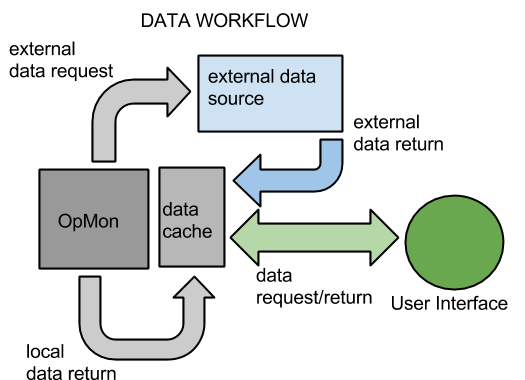 DATA WORKFLOW
external
data request
external data
source
external
data return
OpMon
data
cache
data
request/return
User Interface
local
data return